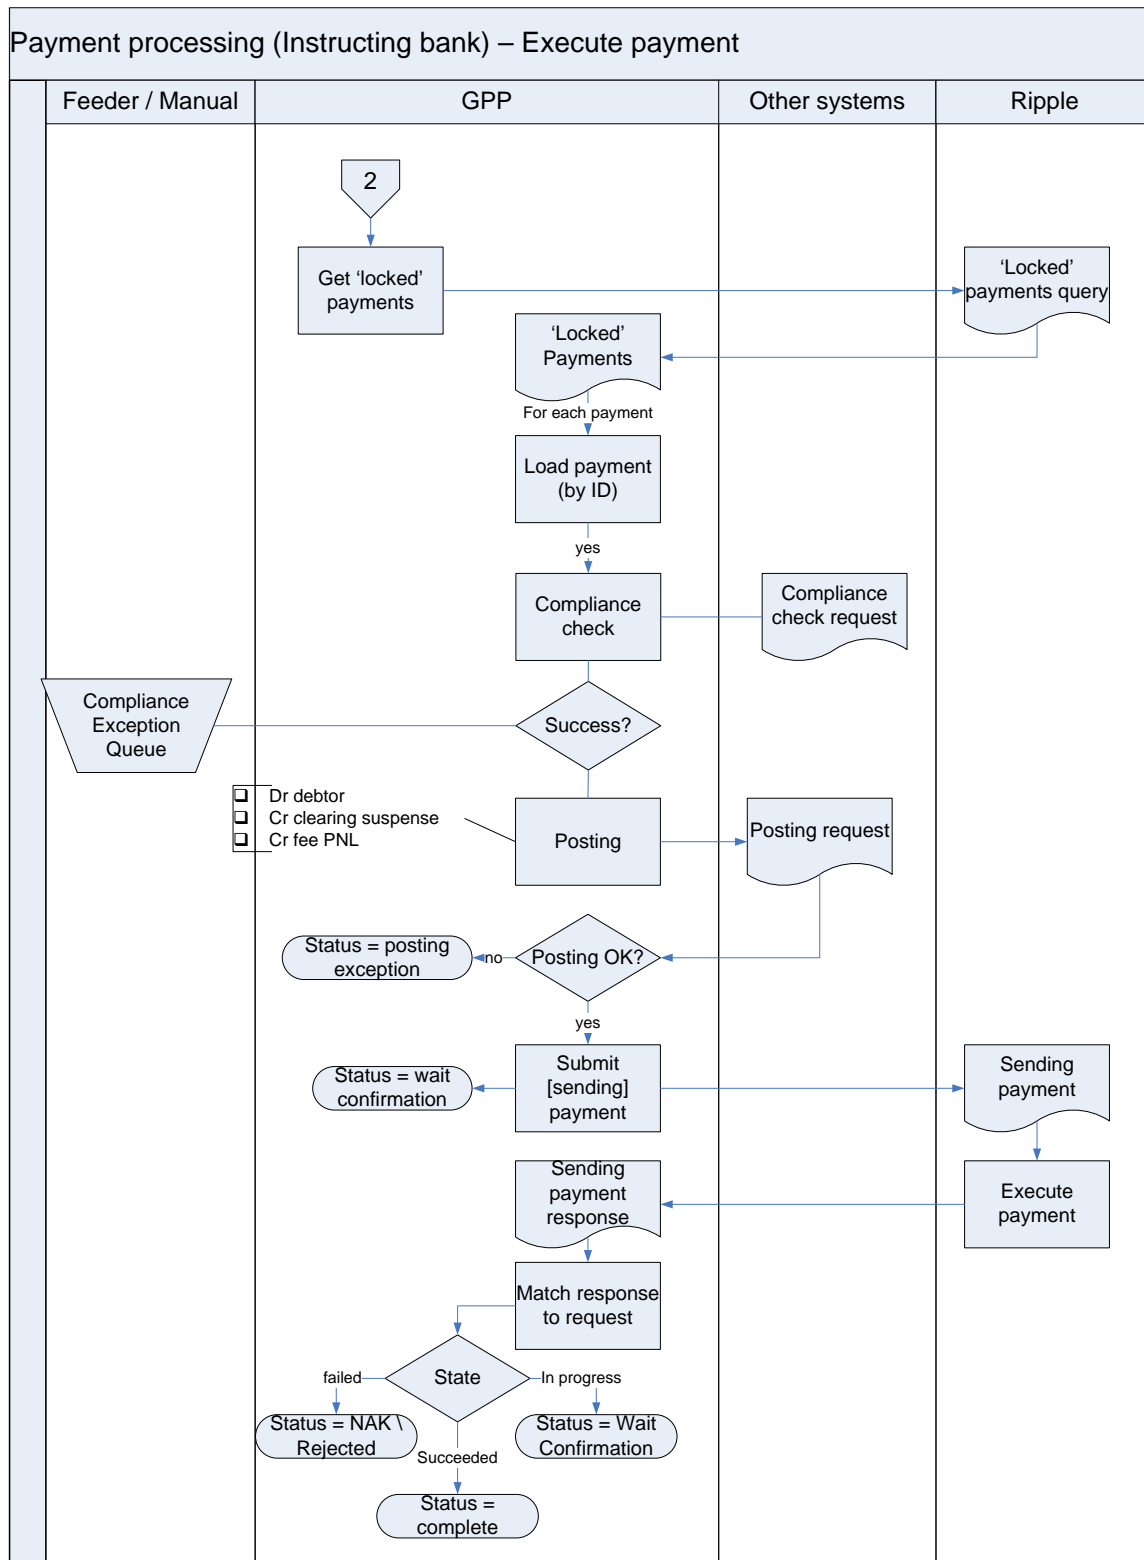 Payment processing (Instructing bank) – Execute payment
Feeder / Manual
GPP
Other systems
Ripple
2
Get ‘locked’
payments
‘Locked’
payments query
‘Locked’
Payments
For each payment
Load payment
(by ID)
yes
Compliance
check
Compliance
check request
Compliance
Exception
Queue
Success?
Dr debtor
Cr clearing suspense
Cr fee PNL
Posting
Posting request
Status = posting
exception
no
Posting OK?
yes
Status = wait
confirmation
Submit
[sending]
payment
Sending
payment
Sending
payment
response
Execute
payment
Match response
to request
State
failed
In progress
Status = NAK \
Rejected
Status = Wait
Confirmation
Succeeded
Status =
complete